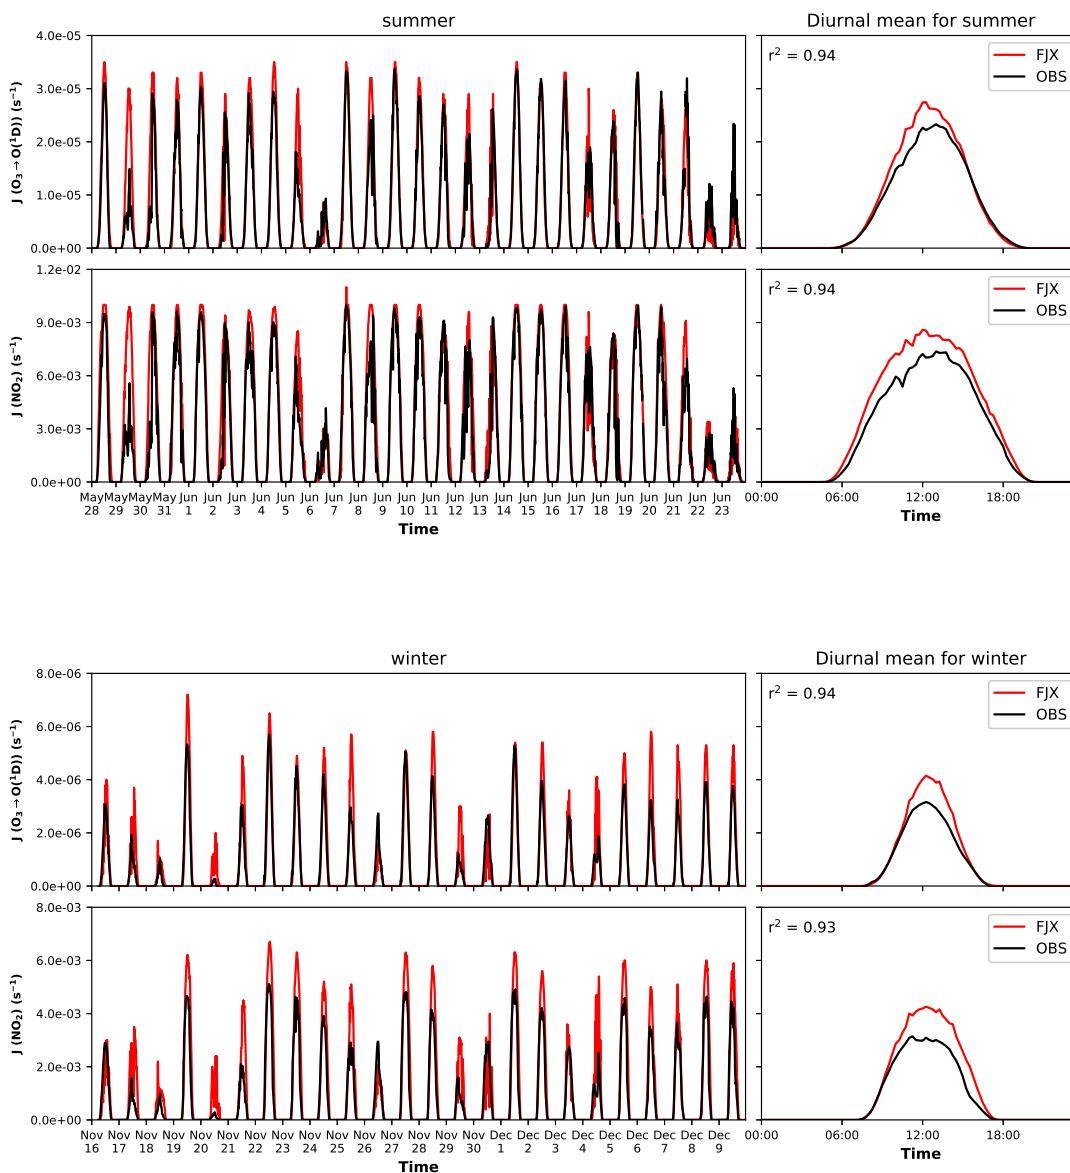 summer
Diurnal mean for summer
4.0e-05
3.0e-05
2.0e-05
1.0e-05
0.0e+00
J (O₃→O(¹D)) (s⁻¹)
r² = 0.94
FJX
OBS
1.2e-02
9.0e-03
6.0e-03
3.0e-03
0.0e+00
J (NO₂) (s⁻¹)
r² = 0.94
FJX
OBS
May May May May Jun Jun Jun Jun Jun Jun Jun Jun Jun Jun Jun Jun Jun Jun Jun Jun Jun Jun Jun Jun Jun Jun Jun
28 29 30 31 1 2 3 4 5 6 7 8 9 10 11 12 13 14 15 16 17 18 19 20 21 22 23
Time
00:00 06:00 12:00 18:00
Time
winter
Diurnal mean for winter
8.0e-06
6.0e-06
4.0e-06
2.0e-06
0.0e+00
J (O₃→O(¹D)) (s⁻¹)
r² = 0.94
FJX
OBS
8.0e-03
6.0e-03
4.0e-03
2.0e-03
0.0e+00
J (NO₂) (s⁻¹)
r² = 0.93
FJX
OBS
Nov Nov Nov Nov Nov Nov Nov Nov Nov Nov Nov Nov Nov Nov Nov Dec Dec Dec Dec Dec Dec Dec Dec Dec
16 17 18 19 20 21 22 23 24 25 26 27 28 29 30 1 2 3 4 5 6 7 8 9
Time
00:00 06:00 12:00 18:00
Time